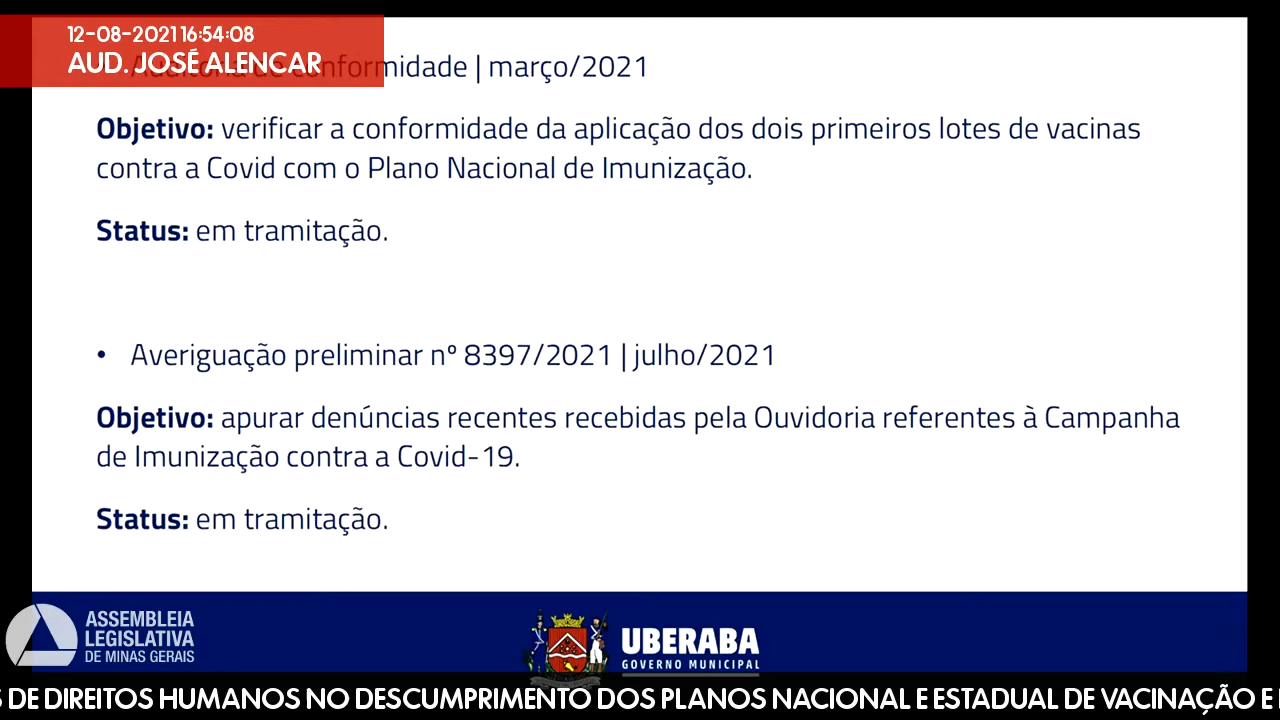 12-08-2021 16:54:08
AUD. JOSÉ ALENCAR
Auditoria de conformidade | março/2021
Objetivo: verificar a conformidade da aplicação dos dois primeiros lotes de vacinas
contra a Covid com o Plano Nacional de Imunização.
Status: em tramitação.
• Averiguação preliminar nº 8397/2021 | julho/2021
Objetivo: apurar denúncias recentes recebidas pela Ouvidoria referentes à Campanha
de Imunização contra a Covid-19.
Status: em tramitação.
ASSEMBLEIA
LEGISLATIVA
DE MINAS GERAIS
UBERABA
GOVERNO MUNICIPAL
S DE DIREITOS HUMANOS NO DESCUMPRIMENTO DOS PLANOS NACIONAL E ESTADUAL DE VACINAÇÃO E